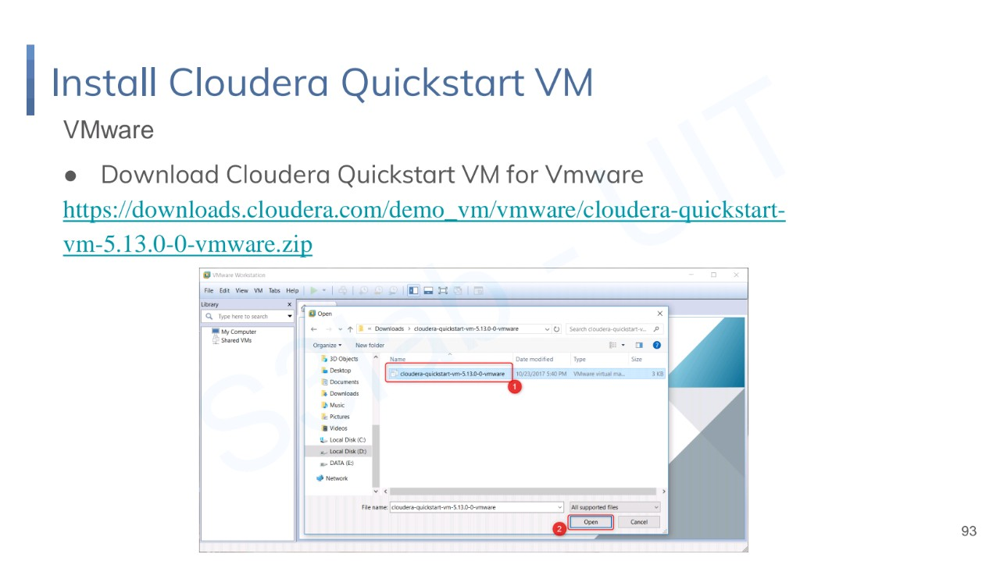 Install Cloudera Quickstart VM
VMware
● Download Cloudera Quickstart VM for Vmware
https://downloads.cloudera.com/demo_vm/vmware/cloudera-quickstart-
vm-5.13.0-0-vmware.zip
VMware Workstation
File Edit View VM Tabs Help
Library
Type here to search
My Computer
Shared VMs
Open
« Downloads > cloudera-quickstart-vm-5.13.0-0-vmware
Search cloudera-quickstart-v...
Organize New folder
Name Date modified Type Size
cloudera-quickstart-vm-5.13.0-0-vmware 10/23/2017 5:40 PM VMware virtual ma... 3 KB
1
3D Objects
Desktop
Documents
Downloads
Music
Pictures
Videos
Local Disk (C:)
Local Disk (D:)
DATA (E:)
Network
File name: cloudera-quickstart-vm-5.13.0-0-vmware All supported files
2 Open Cancel
93
S3lab - UIT